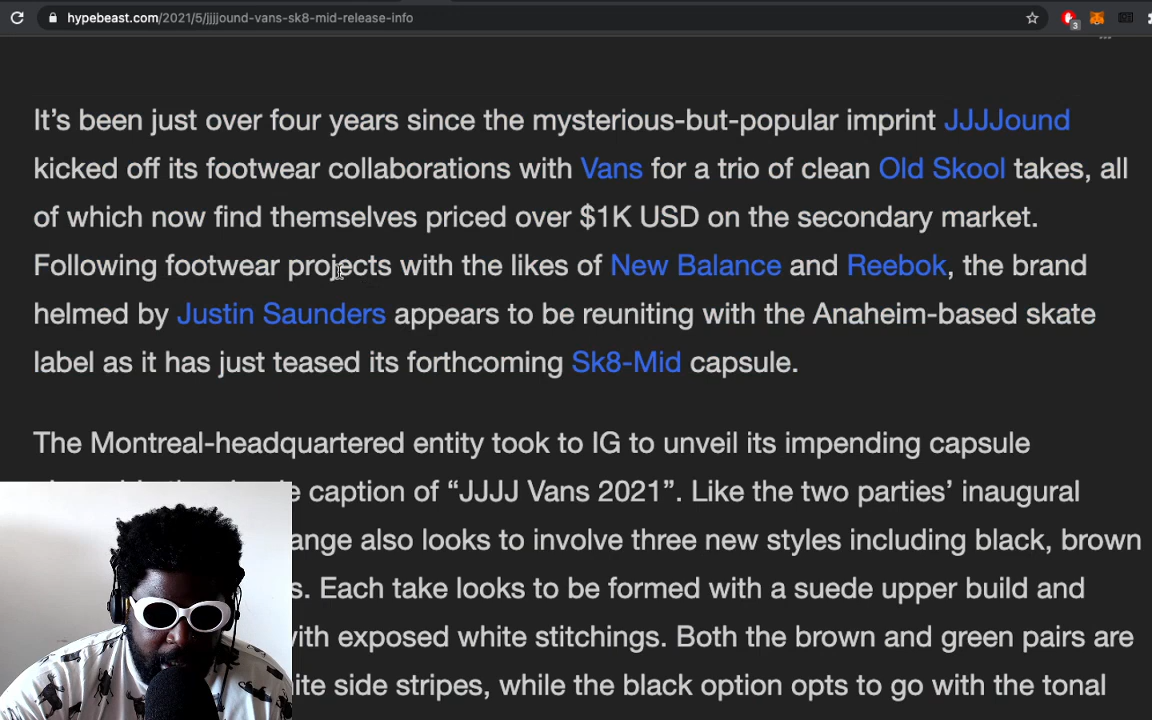 hypebeast.com/2021/5/jjjjound-vans-sk8-mid-release-info
3
It’s been just over four years since the mysterious-but-popular imprint JJJJound
kicked off its footwear collaborations with Vans for a trio of clean Old Skool takes, all
of which now find themselves priced over $1K USD on the secondary market.
Following footwear projects with the likes of New Balance and Reebok, the brand
helmed by Justin Saunders appears to be reuniting with the Anaheim-based skate
label as it has just teased its forthcoming Sk8-Mid capsule.
The Montreal-headquartered entity took to IG to unveil its impending capsule
caption of “JJJJ Vans 2021”. Like the two parties’ inaugural
ange also looks to involve three new styles including black, brown
s. Each take looks to be formed with a suede upper build and
vith exposed white stitchings. Both the brown and green pairs are
ite side stripes, while the black option opts to go with the tonal